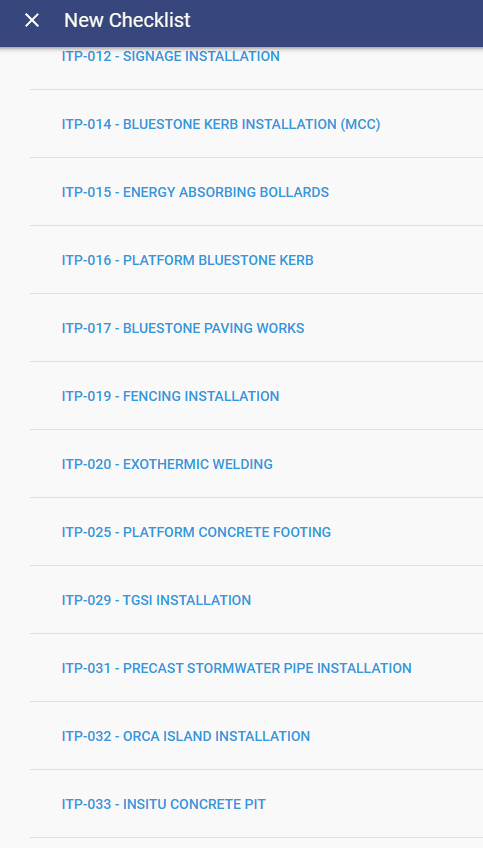 New Checklist
ITP-012 - SIGNAGE INSTALLATION
ITP-014 - BLUESTONE KERB INSTALLATION (MCC)
ITP-015 - ENERGY ABSORBING BOLLARDS
ITP-016 - PLATFORM BLUESTONE KERB
ITP-017 - BLUESTONE PAVING WORKS
ITP-019 - FENCING INSTALLATION
ITP-020 - EXOTHERMIC WELDING
ITP-025 - PLATFORM CONCRETE FOOTING
ITP-029 - TGSI INSTALLATION
ITP-031 - PRECAST STORMWATER PIPE INSTALLATION
ITP-032 - ORCA ISLAND INSTALLATION
ITP-033 - INSITU CONCRETE PIT